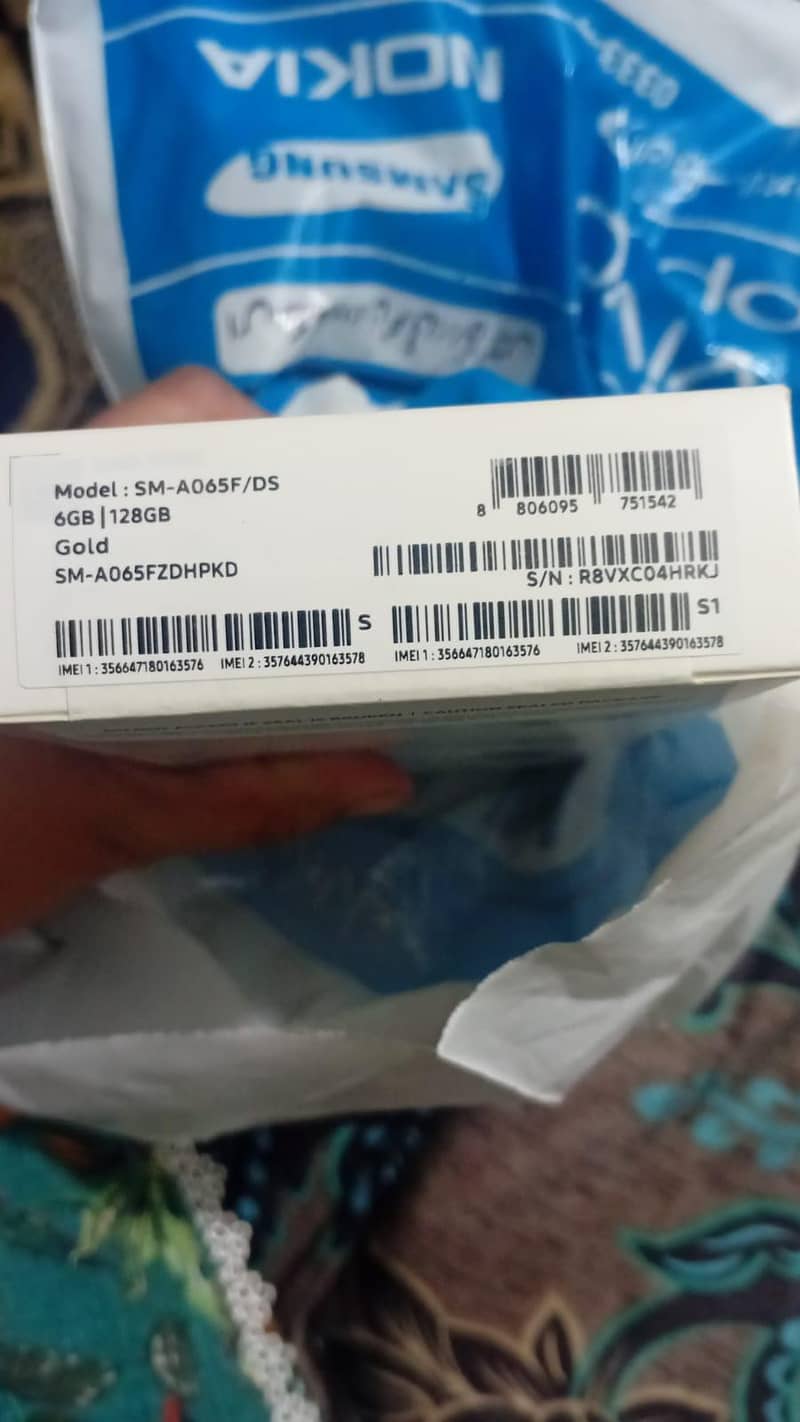 NOKIA
SAMSUNG
0333-
Model : SM-A065F/DS
6GB | 128GB
Gold
SM-A065FZDHPKD
8 806095 751542
S/N : R8VXC04HRKJ
S
S1
IMEI 1 : 356647180163576 IMEI 2 : 357644390163578
IMEI 1 : 356647180163576 IMEI 2 : 357644390163578